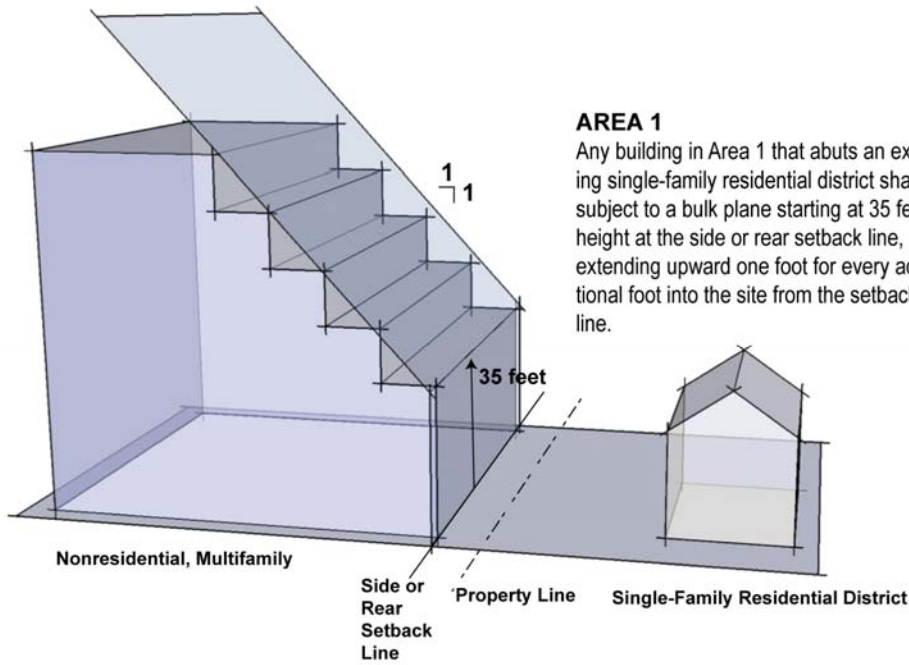 AREA 1
Any building in Area 1 that abuts an ex
ing single-family residential district sha
subject to a bulk plane starting at 35 fe
height at the side or rear setback line,
extending upward one foot for every ad
tional foot into the site from the setback
line.
1
1
35 feet
Nonresidential, Multifamily
Side or
Rear
Setback
Line
Property Line
Single-Family Residential District